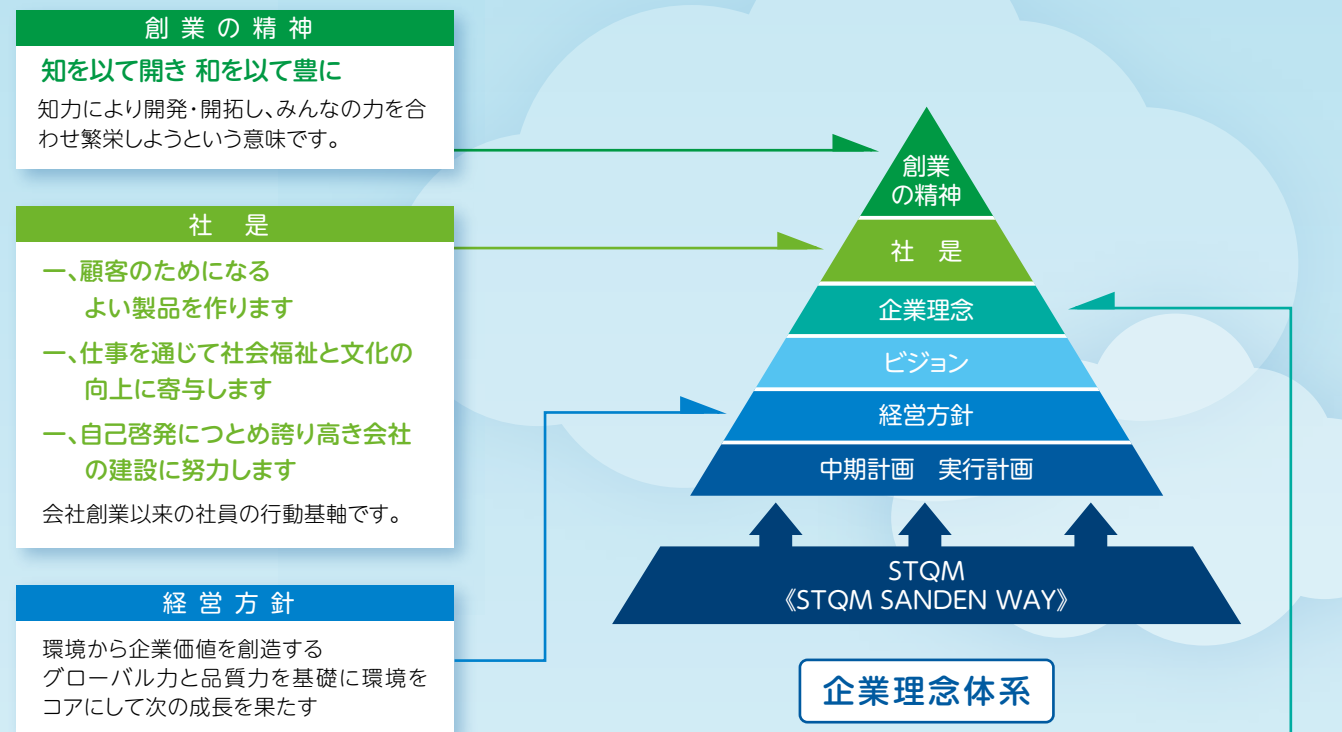 創業の精神
知を以て開き 和を以て豊に
知力により開発・開拓し、みんなの力を合
わせ繁栄しようという意味です。
社 是
一、顧客のためになる
よい製品を作ります
一、仕事を通じて社会福祉と文化の
向上に寄与します
一、自己啓発につとめ誇り高き会社
の建設に努力します
会社創業以来の社員の行動基軸です。
経営方針
環境から企業価値を創造する
グローバル力と品質力を基礎に環境を
コアにして次の成長を果たす
創業
の精神
社 是
企業理念
ビジョン
経営方針
中期計画 実行計画
STQM
《STQM SANDEN WAY》
企業理念体系